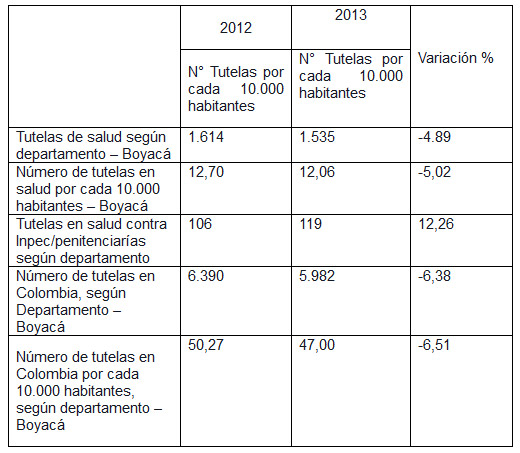 2012
2013
Variación %
N° Tutelas por
cada 10.000
habitantes
N° Tutelas por
cada 10.000
habitantes
Tutelas de salud según
departamento – Boyacá
1.614
1.535
-4.89
Número de tutelas en
salud por cada 10.000
habitantes – Boyacá
12,70
12,06
-5,02
Tutelas en salud contra
Inpec/penitenciarías
según departamento
106
119
12,26
Número de tutelas en
Colombia, según
Departamento –
Boyacá
6.390
5.982
-6,38
Número de tutelas en
Colombia por cada
10.000 habitantes,
según departamento –
Boyacá
50,27
47,00
-6,51